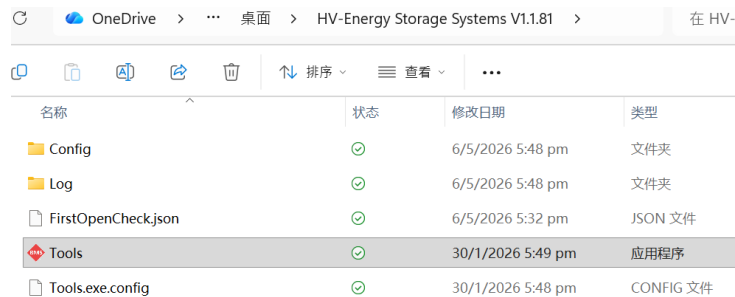 OneDrive > ··· 桌面 > HV-Energy Storage Systems V1.1.81 > 在 HV-
排序 查看 ···
名称 状态 修改日期 类型
Config 6/5/2026 5:48 pm 文件夹
Log 6/5/2026 5:48 pm 文件夹
FirstOpenCheck.json 6/5/2026 5:32 pm JSON 文件
Tools 30/1/2026 5:49 pm 应用程序
Tools.exe.config 30/1/2026 5:48 pm CONFIG 文件